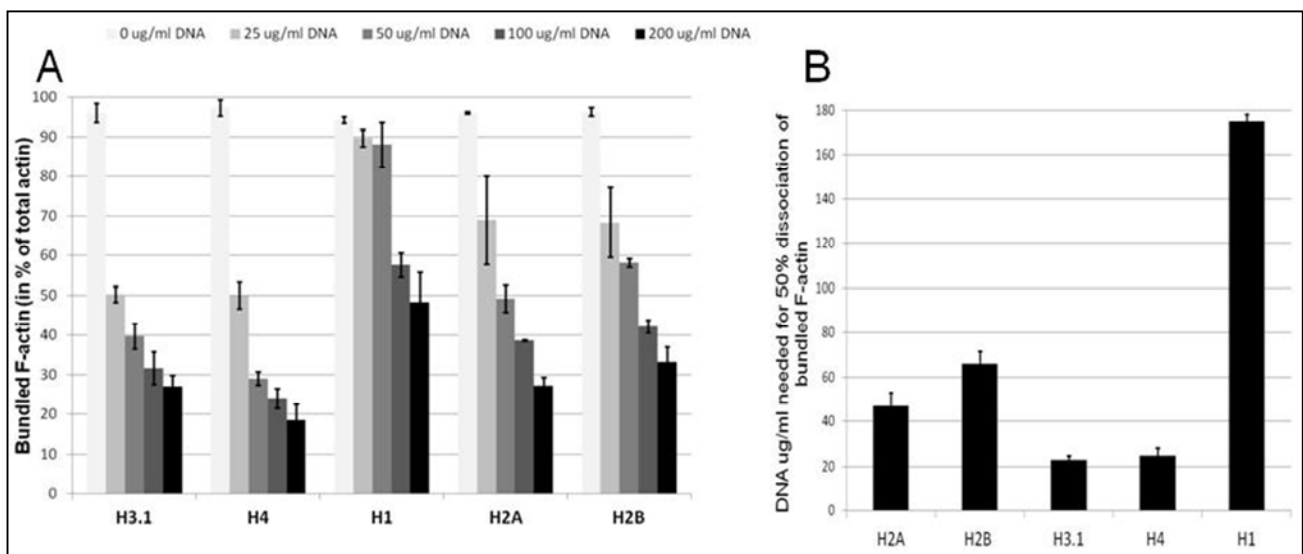 0 ug/ml DNA 25 ug/ml DNA 50 ug/ml DNA 100 ug/ml DNA 200 ug/ml DNA
A
Bundled F-actin (in % of total actin)
100
90
80
70
60
50
40
30
20
10
0
H3.1 H4 H1 H2A H2B
B
DNA ug/ml needed for 50% dissociation of
bundled F-actin
180
160
140
120
100
80
60
40
20
0
H2A H2B H3.1 H4 H1